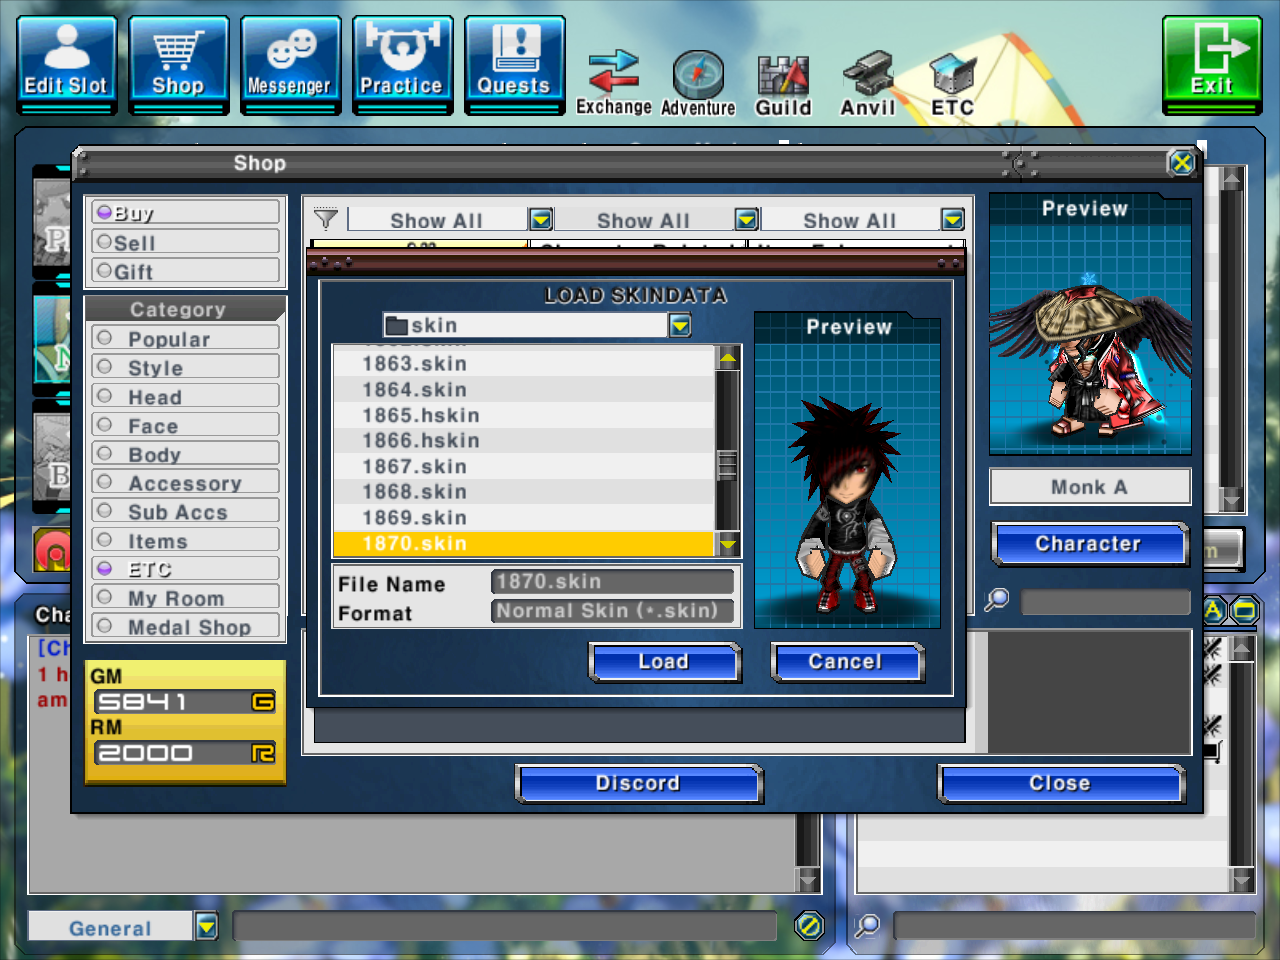 Edit Slot
Shop
Messenger
Practice
Quests
Exchange
Adventure
Guild
Anvil
ETC
Exit
Shop
Buy
Sell
Gift
Category
Popular
Style
Head
Face
Body
Accessory
Sub Accs
Items
ETC
My Room
Medal Shop
GM
5841 G
RM
2000 R
Show All
Show All
Show All
LOAD SKINDATA
skin
1863.skin
1864.skin
1865.hskin
1866.hskin
1867.skin
1868.skin
1869.skin
1870.skin
File Name
1870.skin
Format
Normal Skin (*.skin)
Preview
Load
Cancel
Preview
Monk A
Character
Discord
Close
[Ch
1 h
am
General